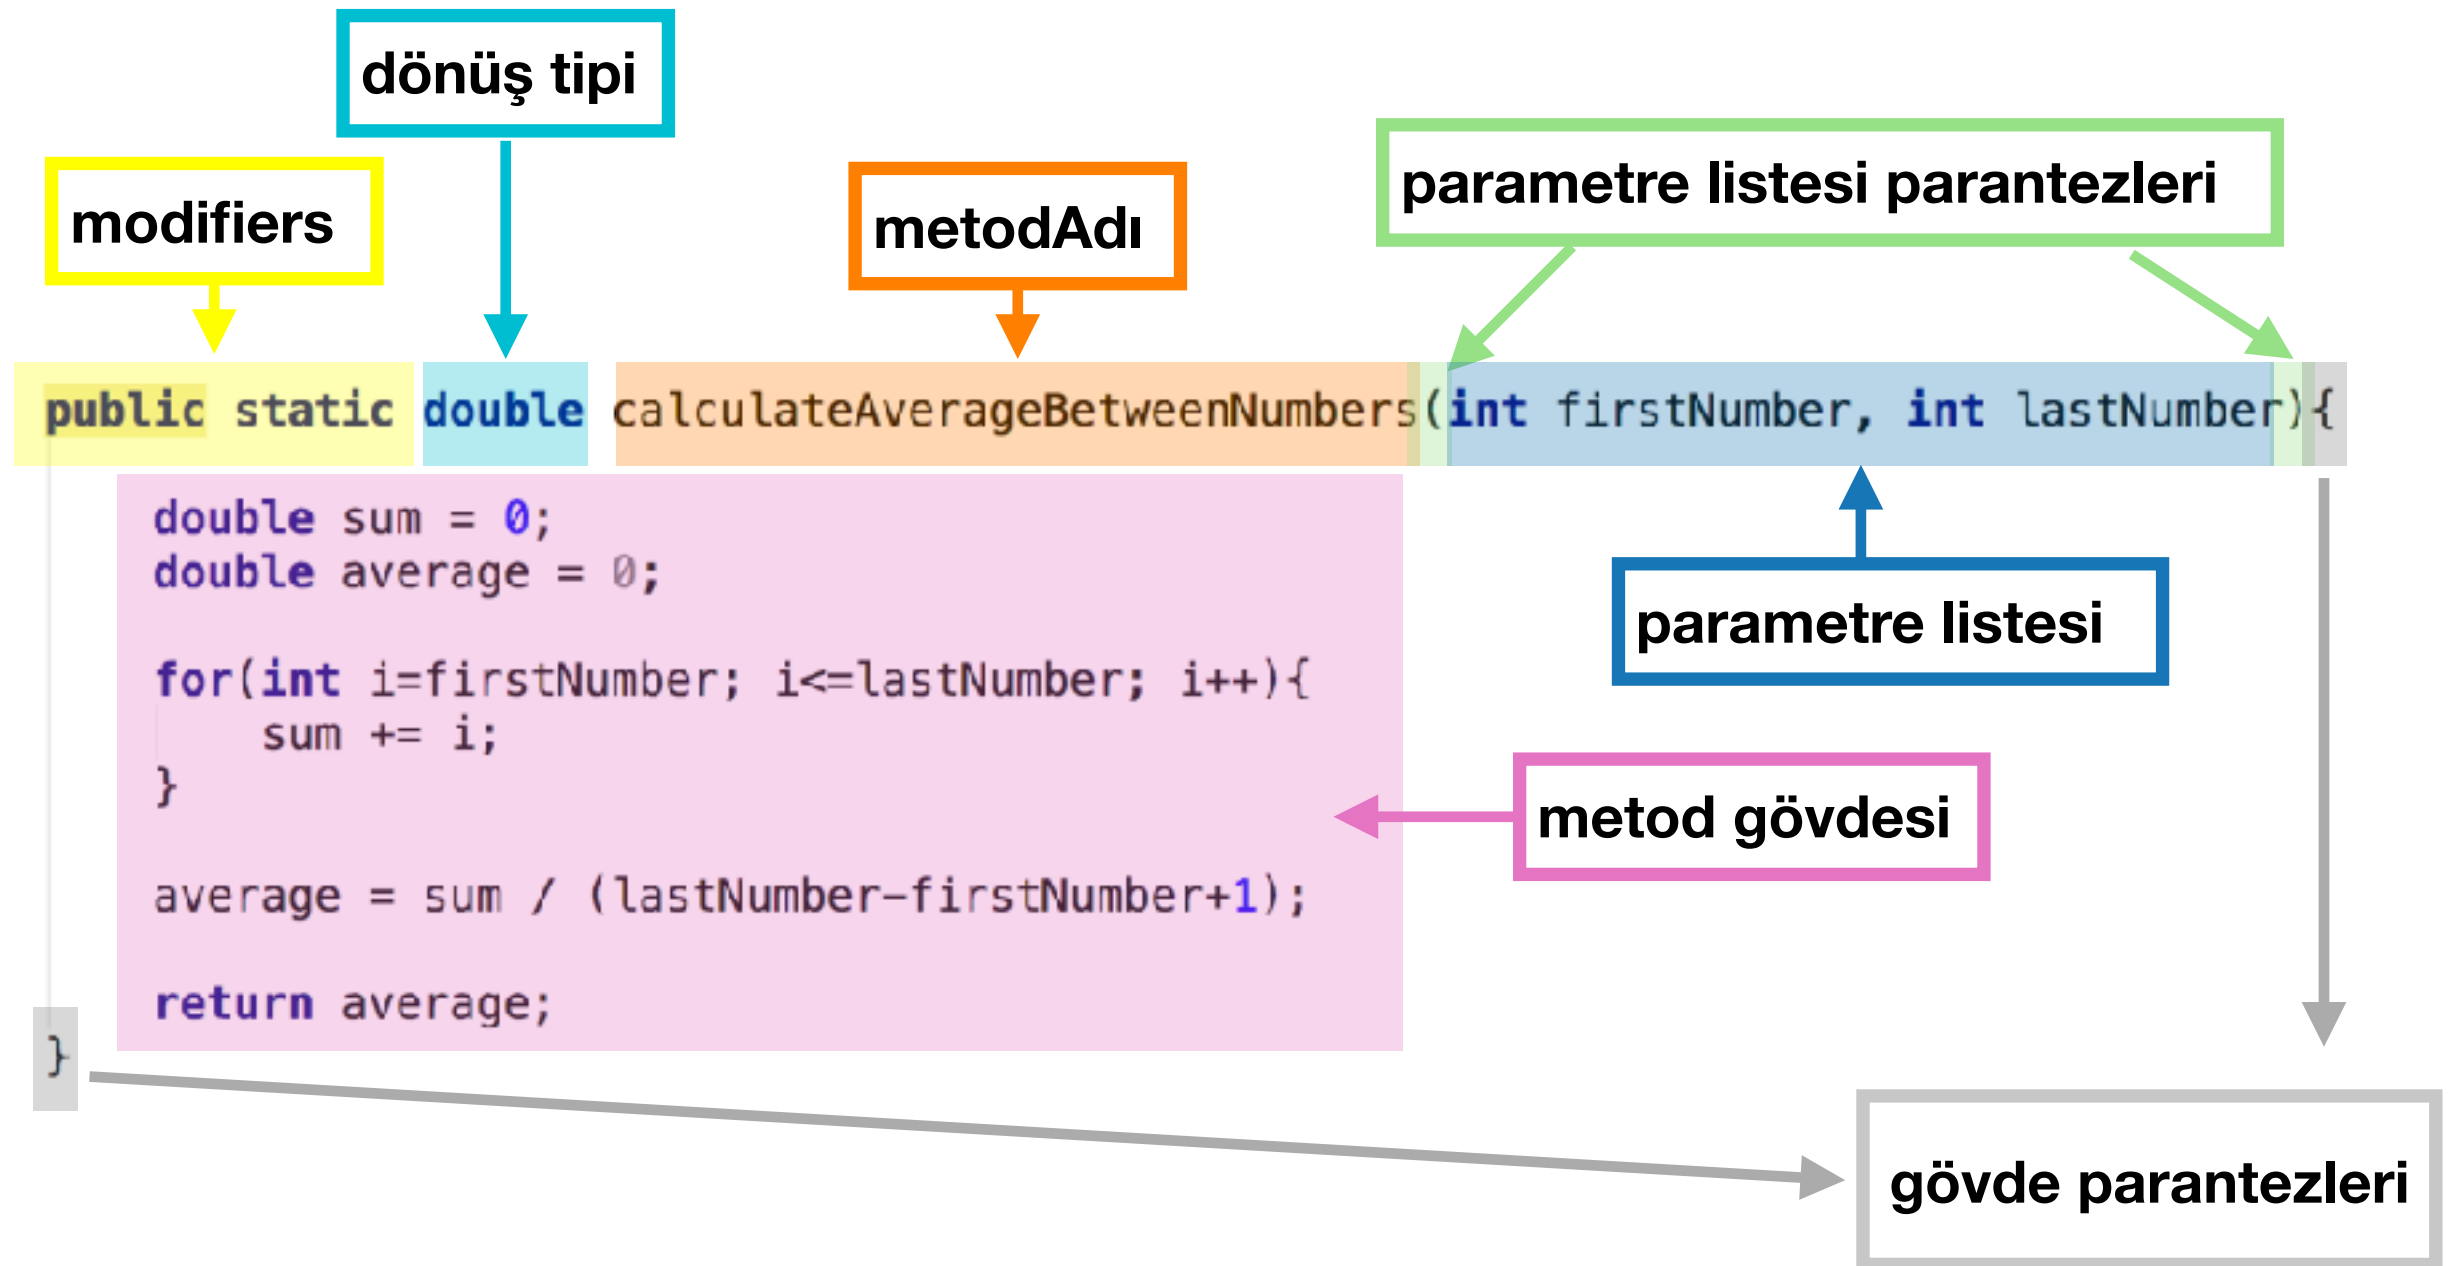 dönüş tipi
modifiers
metodAdı
parametre listesi parantezleri
public static double calculateAverageBetweenNumbers(int firstNumber, int lastNumber){
double sum = 0;
double average = 0;
for(int i=firstNumber; i<=lastNumber; i++){
sum += i;
}
average = sum / (lastNumber-firstNumber+1);
return average;
}
parametre listesi
metod gövdesi
gövde parantezleri